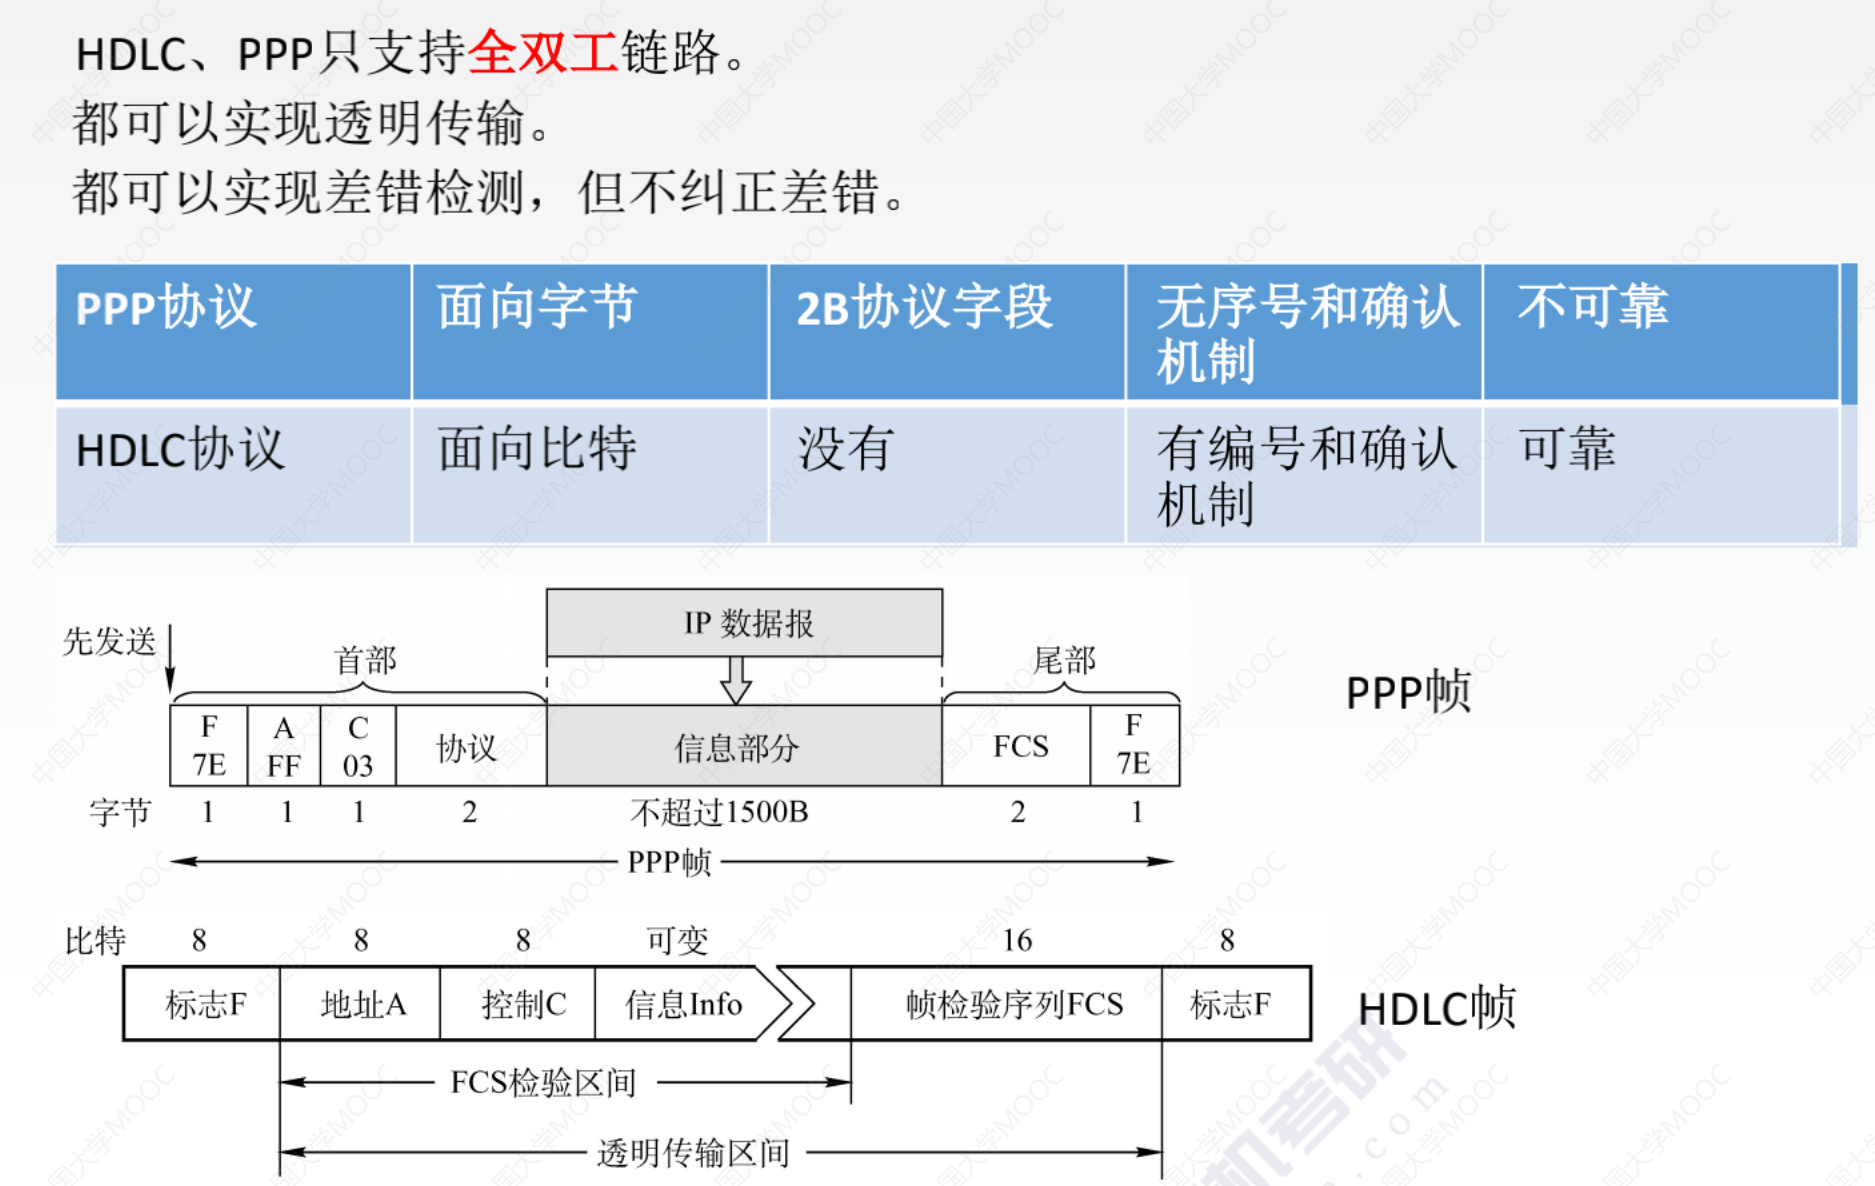 HDLC、PPP只支持全双工链路。
都可以实现透明传输。
都可以实现差错检测，但不纠正差错。
PPP协议 面向字节 2B协议字段 无序号和确认机制 不可靠
HDLC协议 面向比特 没有 有编号和确认机制 可靠
IP 数据报
先发送 首部 尾部
F 7E A FF C 03 协议 信息部分 FCS F 7E
PPP帧
字节 1 1 1 2 不超过1500B 2 1
PPP帧
比特 8 8 8 可变 16 8
标志F 地址A 控制C 信息Info 帧检验序列FCS 标志F
HDLC帧
FCS检验区间
透明传输区间
中国大学MOOC
机考研
.com